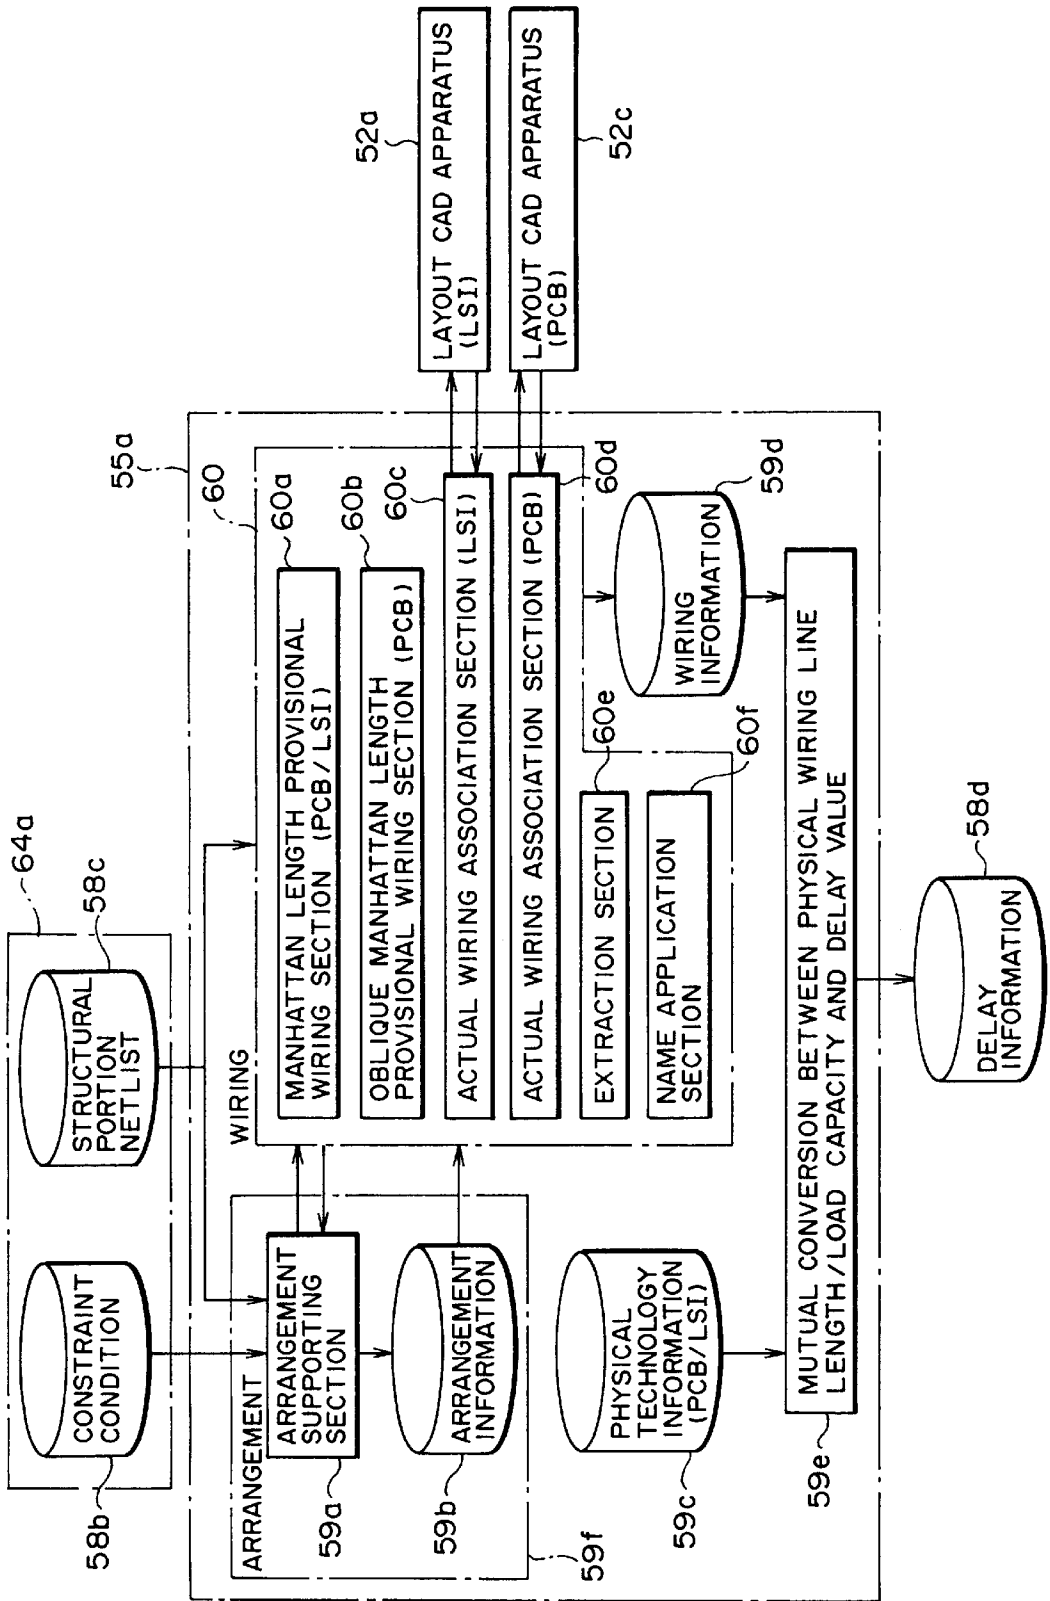 64a
58b
CONSTRAINT
CONDITION
58c
STRUCTURAL
PORTION
NETLIST
55a
ARRANGEMENT
59a
ARRANGEMENT
SUPPORTING
SECTION
59b
ARRANGEMENT
INFORMATION
59f
WIRING
60
MANHATTAN LENGTH PROVISIONAL
WIRING SECTION (PCB/LSI)
60a
OBLIQUE MANHATTAN LENGTH
PROVISIONAL WIRING SECTION (PCB)
60b
ACTUAL WIRING ASSOCIATION SECTION (LSI)
60c
ACTUAL WIRING ASSOCIATION SECTION (PCB)
60d
EXTRACTION SECTION
60e
NAME APPLICATION
SECTION
60f
LAYOUT CAD APPARATUS
(LSI)
52a
LAYOUT CAD APPARATUS
(PCB)
52c
59c
PHYSICAL
TECHNOLOGY
INFORMATION
(PCB/LSI)
WIRING
INFORMATION
59d
MUTUAL CONVERSION BETWEEN PHYSICAL WIRING LINE
LENGTH/LOAD CAPACITY AND DELAY VALUE
59e
DELAY
INFORMATION
58d